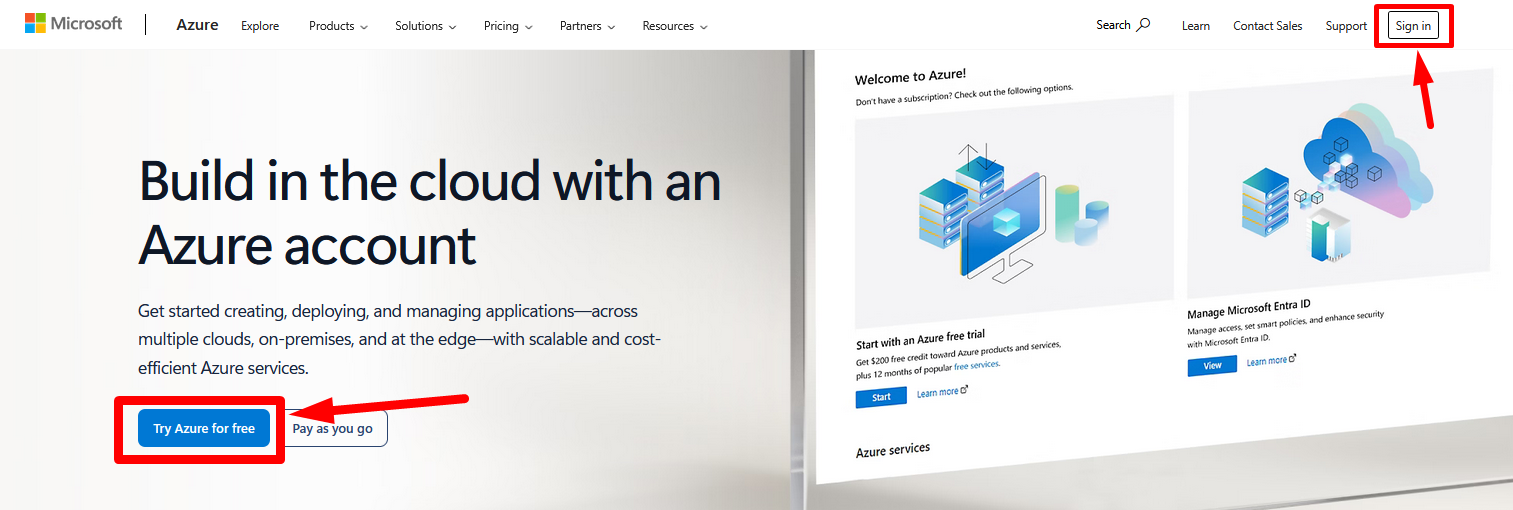 Microsoft
Azure
Explore
Products
Solutions
Pricing
Partners
Resources
Search
Learn
Contact Sales
Support
Sign in
Build in the cloud with an
Azure account
Get started creating, deploying, and managing applications—across
multiple clouds, on-premises, and at the edge—with scalable and cost-
efficient Azure services.
Try Azure for free
Pay as you go
Welcome to Azure!
Don't have a subscription? Check out the following options.
Start with an Azure free trial
Get $200 free credit toward Azure products and services,
plus 12 months of popular free services.
Start
Learn more
Manage Microsoft Entra ID
Manage access, set smart policies, and enhance security
with Microsoft Entra ID.
View
Learn more
Azure services